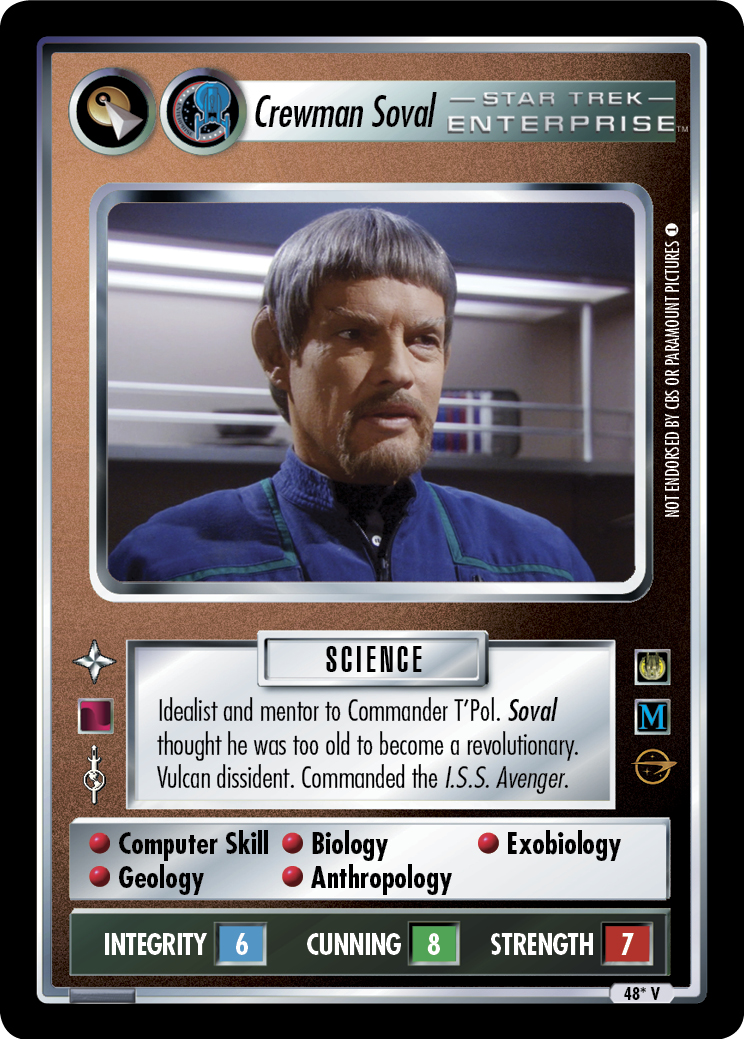 Crewman Soval
STAR TREK
ENTERPRISE™
NOT ENDORSED BY CBS OR PARAMOUNT PICTURES 1
SCIENCE
Idealist and mentor to Commander T'Pol. Soval
thought he was too old to become a revolutionary.
Vulcan dissident. Commanded the I.S.S. Avenger.
M
Computer Skill Biology Exobiology
Geology Anthropology
INTEGRITY 6 CUNNING 8 STRENGTH 7
48* V